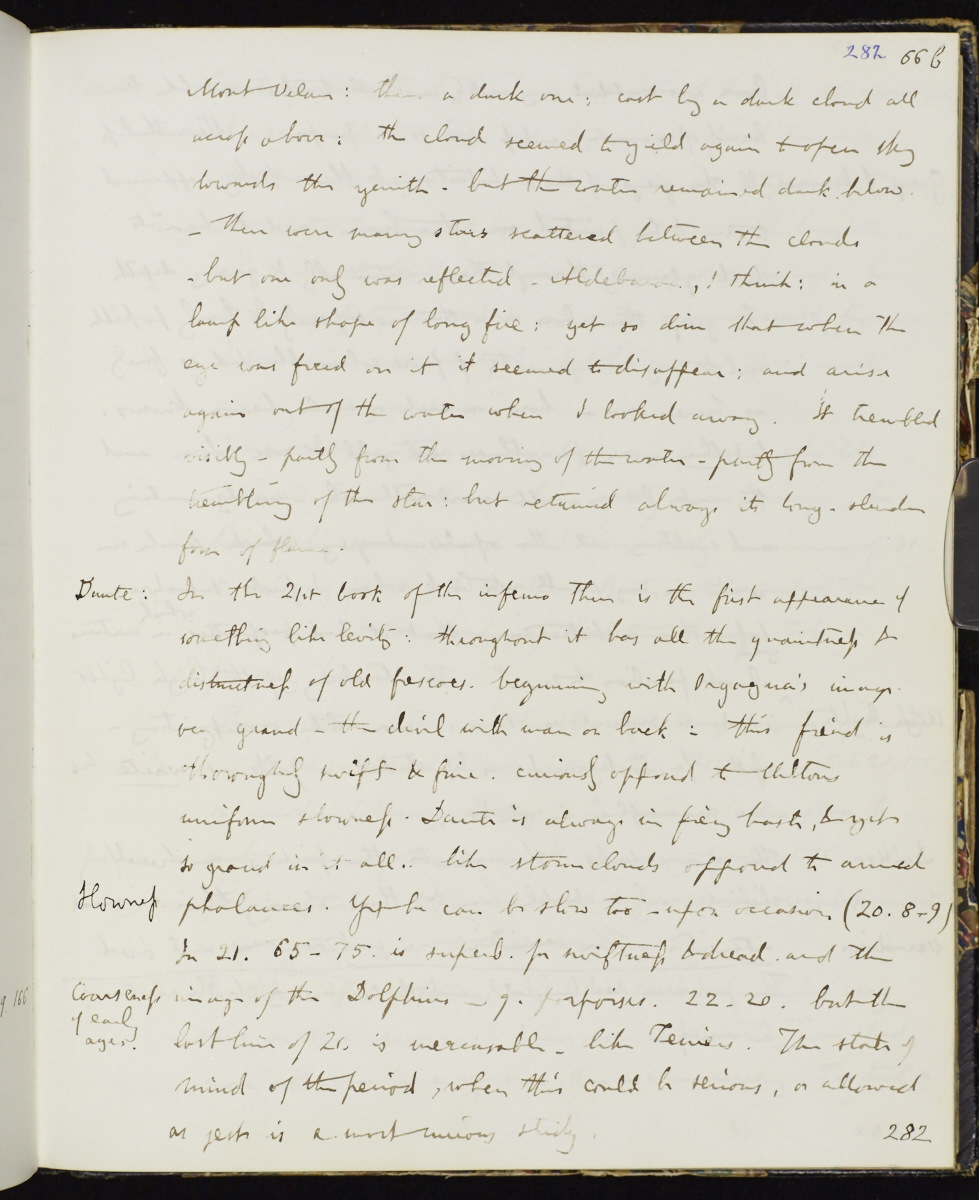 282 66 b
Mont Velan: then a dark one: cast by a dark cloud all
across above: the cloud seemed to yield again to open sky
towards the zenith - but the water remained dark below.
- There were many stars scattered between the clouds
- but one only was reflected - Aldebaran, I think: in a
lamp like shape of long fire: yet so dim that when the
eye was fixed on it it seemed to disappear; and arise
again out of the water when I looked away. It trembled
visibly - partly from the moving of the water - partly from the
trembling of the star: but retained always its long - slender
form of flame.
Dante: In the 21st book of the inferno there is the first appearance of
something like levity: throughout it has all the quaintness &
distinctness of old frescoes. beginning with Orgagna's image
very grand - the devil with man on back: this fiend is
thoroughly swift & fine. curiously opposed to Miltons
uniform slowness. Dante is always in fiery haste, & yet
so grand in it all.. like stormclouds opposed to armed
Slowness phalanxes. Yet he can be slow too - upon occasion (20. 8-9)
In 21. 65-75. is superb. for swiftness & dread. and the
g. 166
Coarseness of early ages. image of the Dolphins - q. porpoises. 22-20. but the
last line of 21. is inexcusable - like Teniers. The state of
mind of the period, when this could be serious, or allowed
as jest is a most curious study.
282